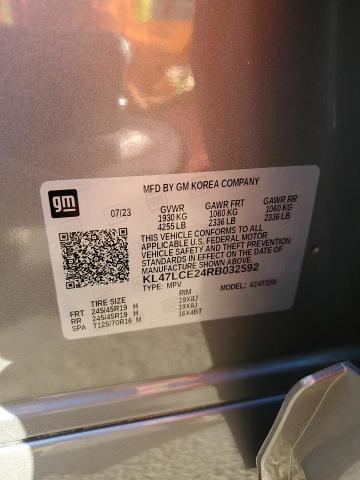 gm
MFD BY GM KOREA COMPANY
07/23
GVWR GAWR FRT GAWR RR
1930 KG 1060 KG 1060 KG
4255 LB 2336 LB 2336 LB
THIS VEHICLE CONFORMS TO ALL
APPLICABLE U.S. FEDERAL MOTOR
VEHICLE SAFETY AND THEFT PREVENTION
STANDARDS IN EFFECT ON THE DATE OF
MANUFACTURE SHOWN ABOVE.
KL47LCE24RB032592
TYPE: MPV MODEL:
TIRE SIZE RIM
FRT 245/45R19 H 19X8J
RR 245/45R19 H 19X8J
SPA T125/70R16 M 16X4BT